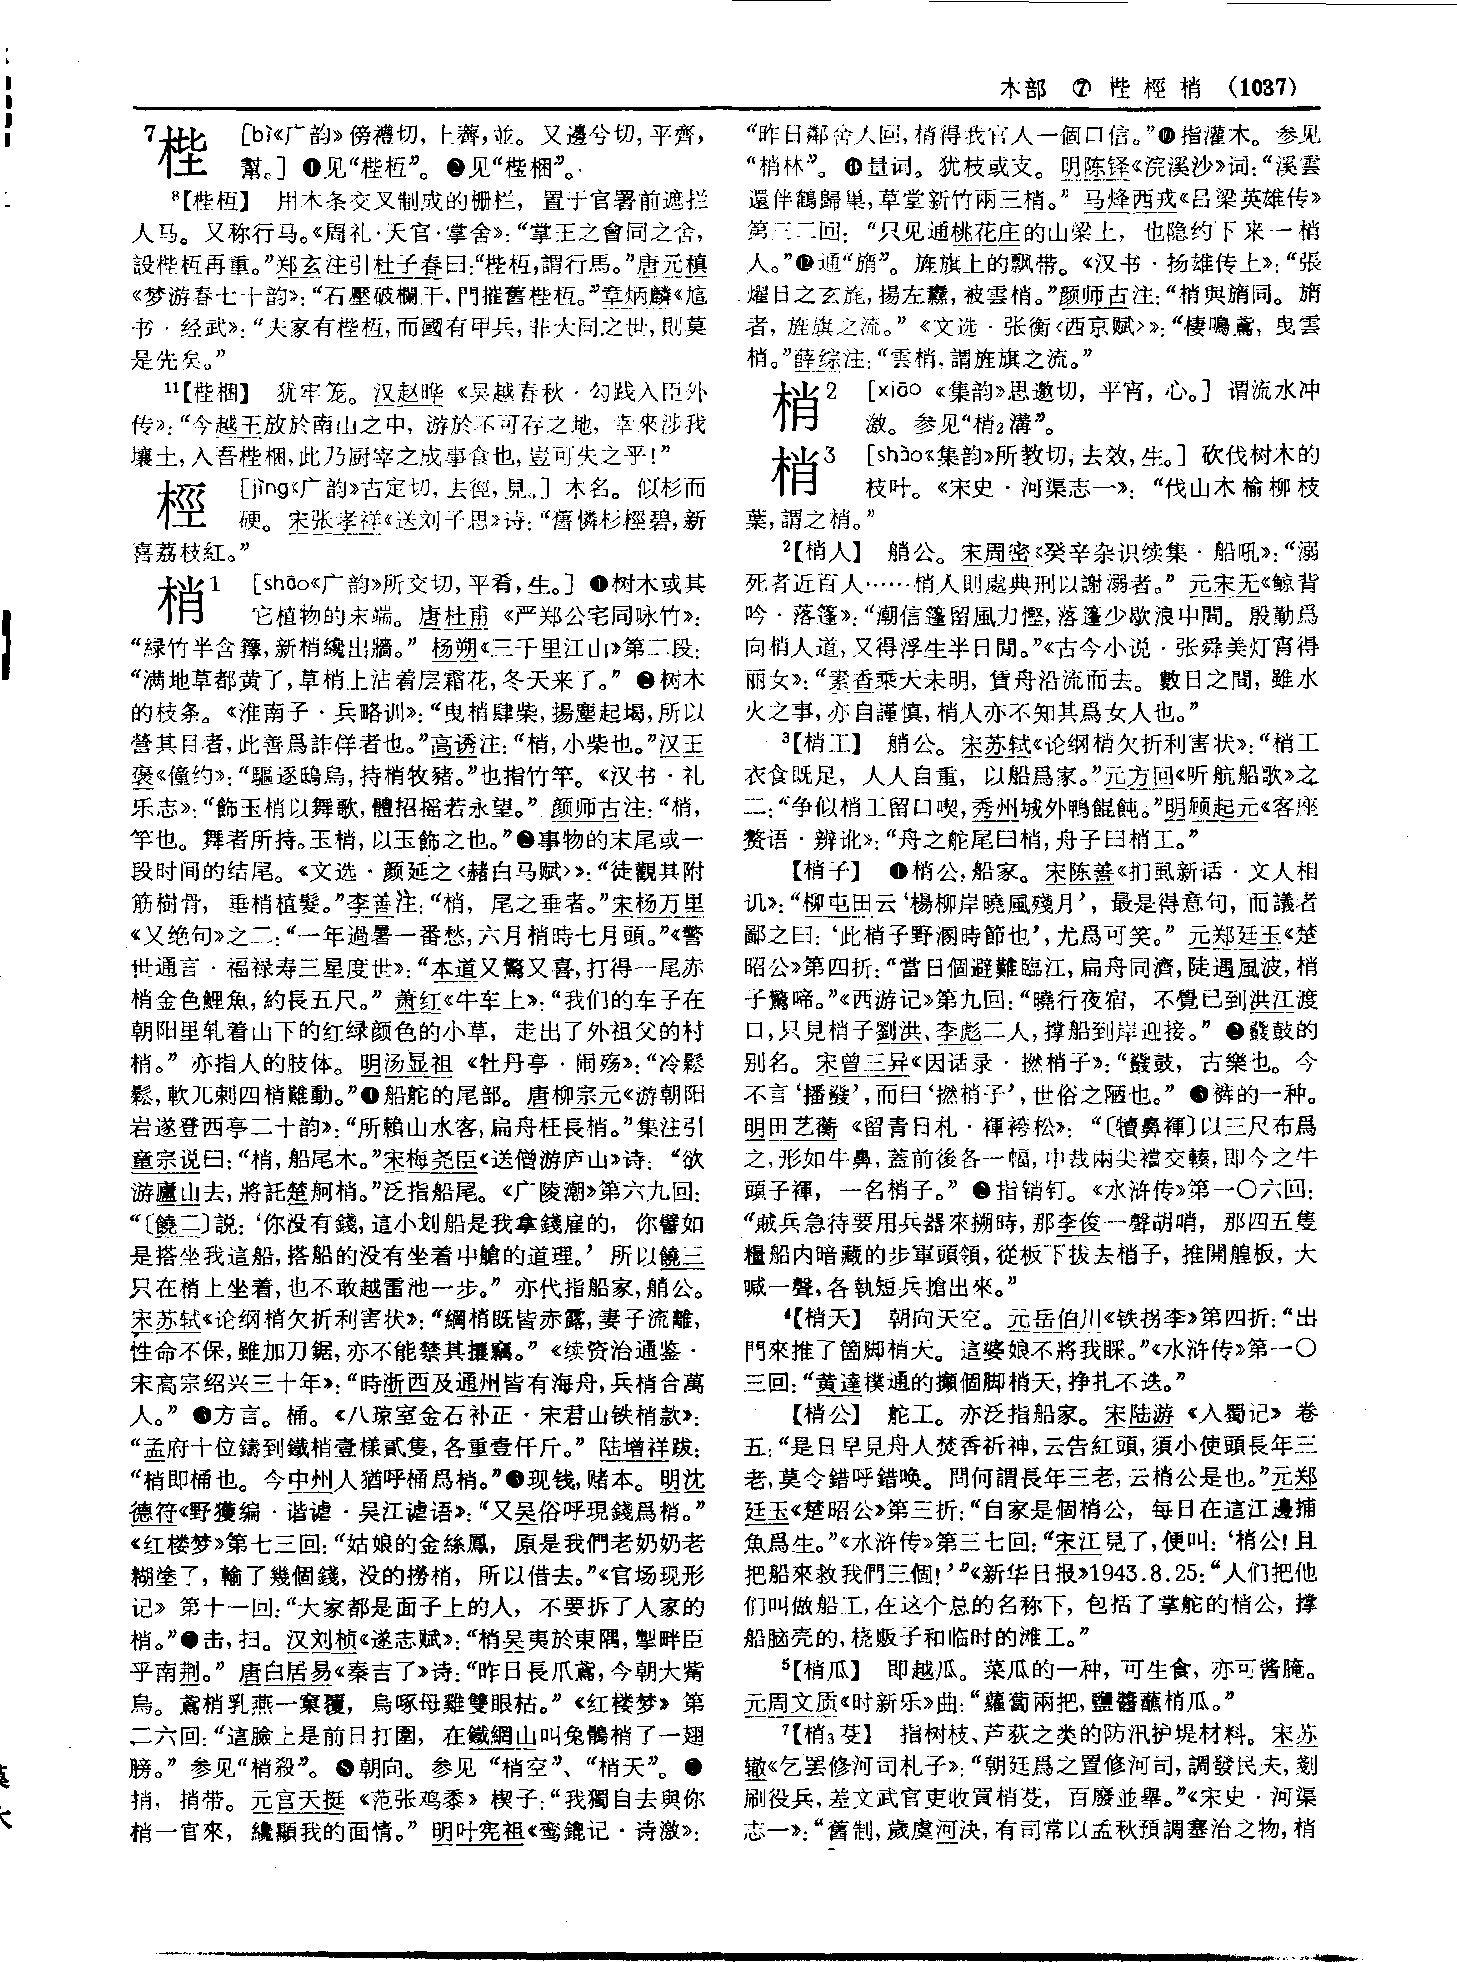 木部 ⑦ 梐 桱 梢 (1037)
7梐 [bì《广韵》傍禮切,上薺,並。又邊兮切,平齊,
幫。] ❶见“梐枑”。❷见“梐梱”。
8【梐枑】 用木条交叉制成的栅栏,置于官署前遮拦
人马。又称行马。《周礼·天官·掌舍》:“掌王之會同之舍,
設梐枑再重。”郑玄注引杜子春曰:“梐枑,謂行馬。”唐元稹
《梦游春七十韵》:“石壓破欄干,門摧舊梐枑。”章炳麟《訄
书·经武》:“大家有梐枑,而國有甲兵,非大同之世,則莫
是先矣。”
11【梐梱】 犹牢笼。汉赵晔《吴越春秋·勾践入臣外
传》:“今越王放於南山之中,游於不可存之地,幸來涉我
壤土,入吾梐梱,此乃厨宰之成事食也,豈可失之乎!”
桱 [jìng《广韵》古定切,去徑,見。] 木名。似杉而
硬。宋张孝祥《送刘子思》诗:“舊憐杉桱碧,新
喜荔枝紅。”
梢1 [shāo《广韵》所交切,平肴,生。] ❶树木或其
它植物的末端。唐杜甫《严郑公宅同咏竹》:
“緑竹半含籜,新梢纔出牆。”杨朔《三千里江山》第二段:
“满地草都黄了,草梢上沾着层霜花,冬天来了。”❷树木
的枝条。《淮南子·兵略训》:“曳梢肆柴,揚塵起堨,所以
營其目者,此善爲詐佯者也。”高诱注:“梢,小柴也。”汉王
褒《僮约》:“驅逐鴟鳥,持梢牧豬。”也指竹竿。《汉书·礼
乐志》:“飾玉梢以舞歌,體招摇若永望。”颜师古注:“梢,
竿也。舞者所持。玉梢,以玉飾之也。”❸事物的末尾或一
段时间的结尾。《文选·颜延之〈赭白马赋〉》:“徒觀其附
筋樹骨,垂梢植髮。”李善注:“梢,尾之垂者。”宋杨万里
《又绝句》之二:“一年過暑一番愁,六月梢時七月頭。”《警
世通言·福禄寿三星度世》:“本道又驚又喜,打得一尾赤
梢金色鯉魚,約長五尺。”萧红《牛车上》:“我们的车子在
朝阳里轧着山下的红绿颜色的小草,走出了外祖父的村
梢。”亦指人的肢体。明汤显祖《牡丹亭·闹殇》:“冷鬆
鬆,軟兀剌四梢難動。”❹船舵的尾部。唐柳宗元《游朝阳
岩遂登西亭二十韵》:“所賴山水客,扁舟枉長梢。”集注引
童宗说曰:“梢,船尾木。”宋梅尧臣《送僧游庐山》诗:“欲
游廬山去,將託楚舸梢。”泛指船尾。《广陵潮》第六九回:
“〔饒二〕説:‘你没有錢,這小划船是我拿錢雇的,你譬如
是搭坐我這船,搭船的没有坐着中艙的道理。’所以饒三
只在梢上坐着,也不敢越雷池一步。”亦代指船家,艄公。
宋苏轼《论纲梢欠折利害状》:“綱梢既皆赤露,妻子流離,
性命不保,雖加刀鋸,亦不能禁其攘竊。”《续资治通鉴·
宋高宗绍兴三十年》:“時浙西及通州皆有海舟,兵梢合萬
人。”❺方言。桶。《八琼室金石补正·宋君山铁梢款》:
“孟府十位鑄到鐵梢壹樣貳隻,各重壹仟斤。”陆增祥跋:
“梢即桶也。今中州人猶呼桶爲梢。”❻现钱,赌本。明沈
德符《野獲编·谐谑·吴江谑语》:“又吴俗呼現錢爲梢。”
《红楼梦》第七三回:“姑娘的金絲鳳,原是我們老奶奶老
糊塗了,輸了幾個錢,没的撈梢,所以借去。”《官场现形
记》第十一回:“大家都是面子上的人,不要拆了人家的
梢。”❼击,扫。汉刘桢《遂志赋》:“梢吴夷於東隅,掣畔臣
乎南荆。”唐白居易《秦吉了》诗:“昨日長爪鳶,今朝大觜
烏。鳶梢乳燕一窠覆,烏啄母雞雙眼枯。”《红楼梦》第
二六回:“這臉上是前日打圍,在鐵網山叫兔鶻梢了一翅
膀。”参见“梢殺”。❽朝向。参见“梢空”、“梢天”。❾
捎,捎带。元宫天挺《范张鸡黍》楔子:“我獨自去與你
梢一官來,纔顯我的面情。”明叶宪祖《鸾鎞记·诗激》:
“昨日鄰舍人回,梢得我官人一個口信。”❿指灌木。参见
“梢林”。⓫量词。犹枝或支。明陈铎《浣溪沙》词:“溪雲
還伴鶴歸巢,草堂新竹兩三梢。”马烽西戎《吕梁英雄传》
第三二回:“只见通桃花庄的山梁上,也隐约下来一梢
人。”⓬通“旓”。旌旗上的飘带。《汉书·扬雄传上》:“張
燿日之玄旄,揚左纛,被雲梢。”颜师古注:“梢與旓同。旓
者,旌旗之流。”《文选·张衡〈西京赋〉》:“棲鳴鳶,曳雲
梢。”薛综注:“雲梢,謂旌旗之流。”
梢2 [xiāo《集韵》思邀切,平宵,心。] 谓流水冲
激。参见“梢2溝”。
梢3 [shào《集韵》所教切,去效,生。] 砍伐树木的
枝叶。《宋史·河渠志一》:“伐山木榆柳枝
葉,謂之梢。”
2【梢人】 艄公。宋周密《癸辛杂识续集·船吼》:“溺
死者近百人……梢人則處典刑以謝溺者。”元宋无《鲸背
吟·落篷》:“潮信篷留風力慳,落篷少歇浪中間。殷勤爲
向梢人道,又得浮生半日閒。”《古今小说·张舜美灯宵得
丽女》:“素香乘天未明,賃舟沿流而去。數日之間,雖水
火之事,亦自謹慎,梢人亦不知其爲女人也。”
3【梢工】 艄公。宋苏轼《论纲梢欠折利害状》:“梢工
衣食既足,人人自重,以船爲家。”元方回《听航船歌》之
二:“争似梢工留口喫,秀州城外鴨餛飩。”明顾起元《客座
赘语·辨讹》:“舟之舵尾曰梢,舟子曰梢工。”
【梢子】 ❶梢公,船家。宋陈善《扪虱新话·文人相
讥》:“柳屯田云‘楊柳岸曉風殘月’,最是得意句,而議者
鄙之曰:‘此梢子野溷時節也’,尤爲可笑。”元郑廷玉《楚
昭公》第四折:“當日個避難臨江,扁舟同濟,陡遇風波,梢
子驚啼。”《西游记》第九回:“曉行夜宿,不覺已到洪江渡
口,只見梢子劉洪、李彪二人,撑船到岸迎接。”❷鼗鼓的
别名。宋曾三异《因话录·撚梢子》:“鼗鼓,古樂也。今
不言‘播鼗’,而曰‘撚梢子’,世俗之陋也。”❸裤的一种。
明田艺蘅《留青日札·褌袴松》:“〔犢鼻褌〕以三尺布爲
之,形如牛鼻,蓋前後各一幅,中裁兩尖襠交輳,即今之牛
頭子褌,一名梢子。”❹指销钉。《水浒传》第一〇六回:
“賊兵急待要用兵器來搠時,那李俊一聲胡哨,那四五隻
糧船内暗藏的步軍頭領,從板下拔去梢子,推開艎板,大
喊一聲,各執短兵搶出來。”
4【梢天】 朝向天空。元岳伯川《铁拐李》第四折:“出
門來推了箇脚梢天。這婆娘不將我睬。”《水浒传》第一〇
三回:“黄達撲通的攧個脚梢天,挣扎不迭。”
【梢公】 舵工。亦泛指船家。宋陆游《入蜀记》卷
五:“是日早見舟人焚香祈神,云告紅頭,須小使頭長年三
老,莫令錯呼錯唤。問何謂長年三老,云梢公是也。”元郑
廷玉《楚昭公》第三折:“自家是個梢公,每日在這江邊捕
魚爲生。”《水浒传》第三七回:“宋江見了,便叫:‘梢公!且
把船來救我們三個!’”《新华日报》1943.8.25:“人们把他
们叫做船工,在这个总的名称下,包括了掌舵的梢公,撑
船脑壳的,桡贩子和临时的滩工。”
5【梢瓜】 即越瓜。菜瓜的一种,可生食,亦可酱腌。
元周文质《时新乐》曲:“蘿蔔兩把,鹽醬蘸梢瓜。”
7【梢3芟】 指树枝、芦荻之类的防汛护堤材料。宋苏
辙《乞罢修河司札子》:“朝廷爲之置修河司,調發民夫,剗
刷役兵,差文武官吏收買梢芟,百廢並舉。”《宋史·河渠
志一》:“舊制,歲虞河決,有司常以孟秋預調塞治之物,梢